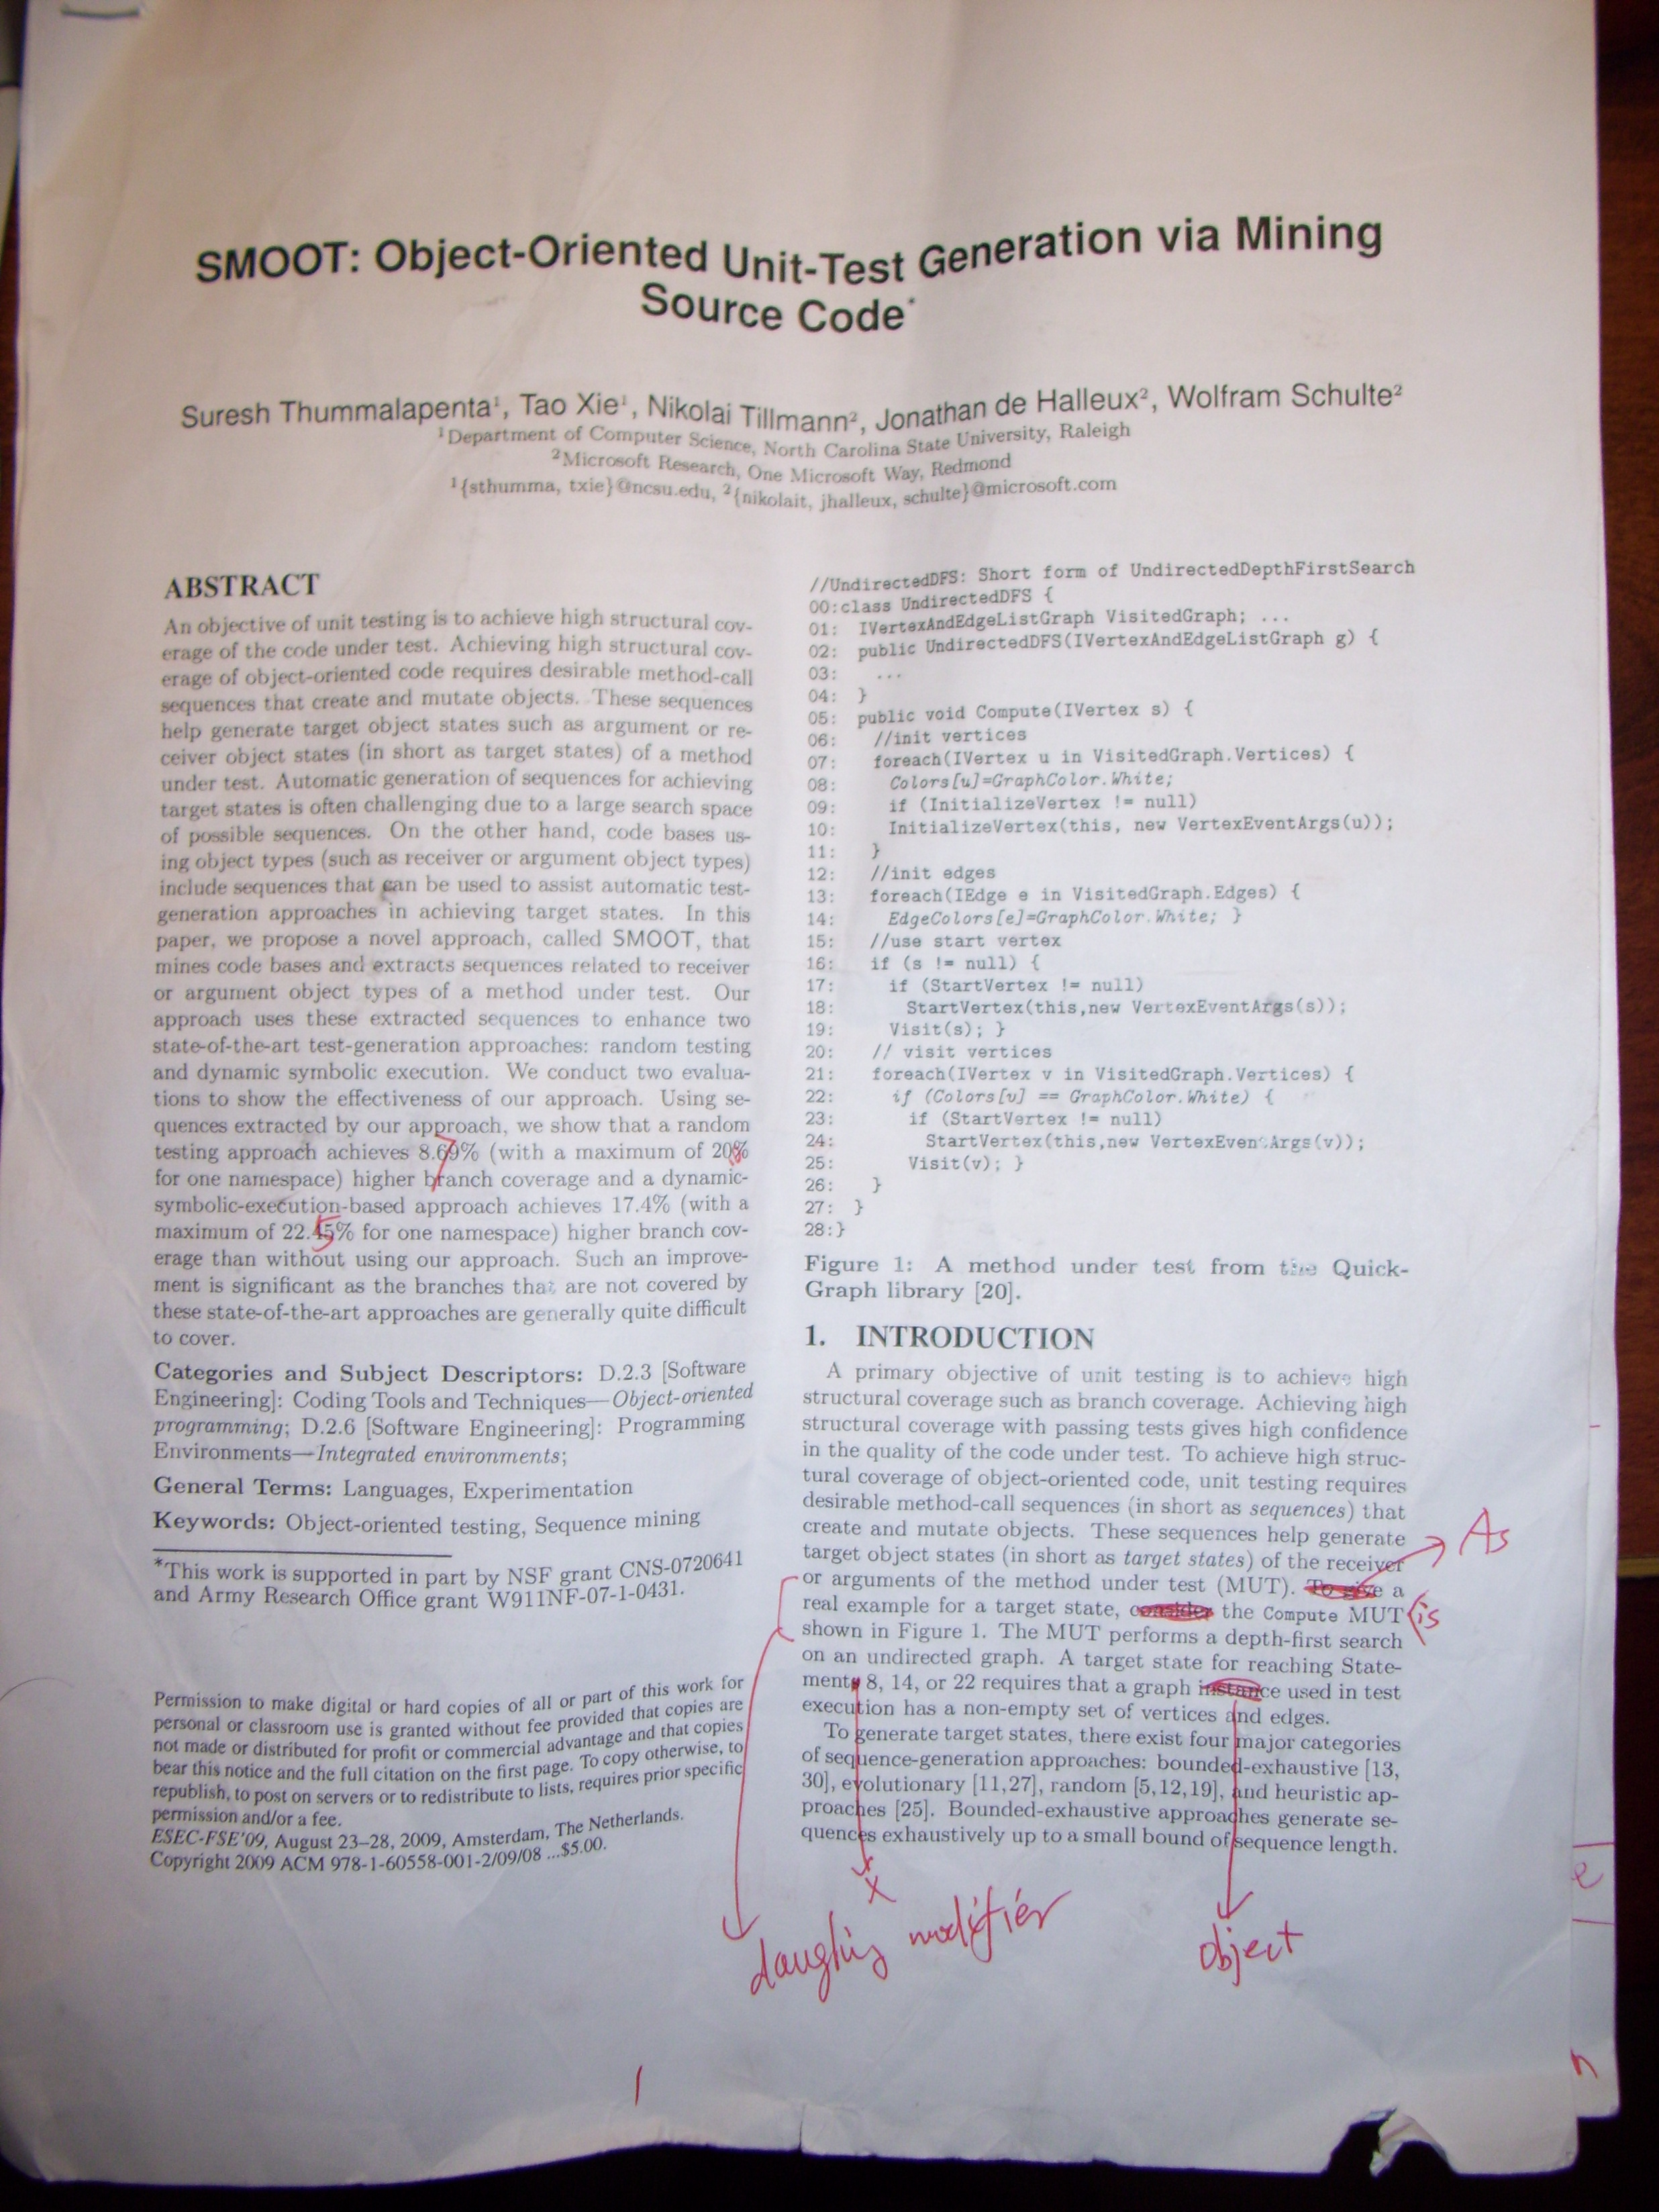 SMOOT: Object-Oriented Unit-Test Generation via Mining
Source Code*
Suresh Thummalapenta¹, Tao Xie¹, Nikolai Tillmann², Jonathan de Halleux², Wolfram Schulte²
¹Department of Computer Science, North Carolina State University, Raleigh
²Microsoft Research, One Microsoft Way, Redmond
¹{sthumma, txie}@ncsu.edu, ²{nikolait, jhalleux, schulte}@microsoft.com
ABSTRACT
An objective of unit testing is to achieve high structural cov-
erage of the code under test. Achieving high structural cov-
erage of object-oriented code requires desirable method-call
sequences that create and mutate objects. These sequences
help generate target object states such as argument or re-
ceiver object states (in short as target states) of a method
under test. Automatic generation of sequences for achieving
target states is often challenging due to a large search space
of possible sequences. On the other hand, code bases us-
ing object types (such as receiver or argument object types)
include sequences that can be used to assist automatic test-
generation approaches in achieving target states. In this
paper, we propose a novel approach, called SMOOT, that
mines code bases and extracts sequences related to receiver
or argument object types of a method under test. Our
approach uses these extracted sequences to enhance two
state-of-the-art test-generation approaches: random testing
and dynamic symbolic execution. We conduct two evalua-
tions to show the effectiveness of our approach. Using se-
quences extracted by our approach, we show that a random
testing approach achieves 8.69% (with a maximum of 20%
for one namespace) higher branch coverage and a dynamic-
symbolic-execution-based approach achieves 17.4% (with a
maximum of 22.45% for one namespace) higher branch cov-
erage than without using our approach. Such an improve-
ment is significant as the branches that are not covered by
these state-of-the-art approaches are generally quite difficult
to cover.
Categories and Subject Descriptors: D.2.3 [Software
Engineering]: Coding Tools and Techniques—Object-oriented
programming; D.2.6 [Software Engineering]: Programming
Environments—Integrated environments;
General Terms: Languages, Experimentation
Keywords: Object-oriented testing, Sequence mining
*This work is supported in part by NSF grant CNS-0720641
and Army Research Office grant W911NF-07-1-0431.
Permission to make digital or hard copies of all or part of this work for
personal or classroom use is granted without fee provided that copies are
not made or distributed for profit or commercial advantage and that copies
bear this notice and the full citation on the first page. To copy otherwise, to
republish, to post on servers or to redistribute to lists, requires prior specific
permission and/or a fee.
ESEC-FSE'09, August 23–28, 2009, Amsterdam, The Netherlands.
Copyright 2009 ACM 978-1-60558-001-2/09/08 ...$5.00.
//UndirectedDFS: Short form of UndirectedDepthFirstSearch
00:class UndirectedDFS {
01: IVertexAndEdgeListGraph VisitedGraph; ...
02: public UndirectedDFS(IVertexAndEdgeListGraph g) {
03: ...
04: }
05: public void Compute(IVertex s) {
06: //init vertices
07: foreach(IVertex u in VisitedGraph.Vertices) {
08: Colors[u]=GraphColor.White;
09: if (InitializeVertex != null)
10: InitializeVertex(this, new VertexEventArgs(u));
11: }
12: //init edges
13: foreach(IEdge e in VisitedGraph.Edges) {
14: EdgeColors[e]=GraphColor.White; }
15: //use start vertex
16: if (s != null) {
17: if (StartVertex != null)
18: StartVertex(this,new VertexEventArgs(s));
19: Visit(s); }
20: // visit vertices
21: foreach(IVertex v in VisitedGraph.Vertices) {
22: if (Colors[v] == GraphColor.White) {
23: if (StartVertex != null)
24: StartVertex(this,new VertexEventArgs(v));
25: Visit(v); }
26: }
27: }
28:}
Figure 1: A method under test from the Quick-
Graph library [20].
1. INTRODUCTION
A primary objective of unit testing is to achieve high
structural coverage such as branch coverage. Achieving high
structural coverage with passing tests gives high confidence
in the quality of the code under test. To achieve high struc-
tural coverage of object-oriented code, unit testing requires
desirable method-call sequences (in short as sequences) that
create and mutate objects. These sequences help generate
target object states (in short as target states) of the receiver
As
or arguments of the method under test (MUT). To give a
real example for a target state, consider the Compute MUT
is
shown in Figure 1. The MUT performs a depth-first search
on an undirected graph. A target state for reaching State-
ments 8, 14, or 22 requires that a graph instance used in test
execution has a non-empty set of vertices and edges.
To generate target states, there exist four major categories
of sequence-generation approaches: bounded-exhaustive [13,
30], evolutionary [11,27], random [5,12,19], and heuristic ap-
proaches [25]. Bounded-exhaustive approaches generate se-
quences exhaustively up to a small bound of sequence length.
x
dangling modifier
object
e
n
1